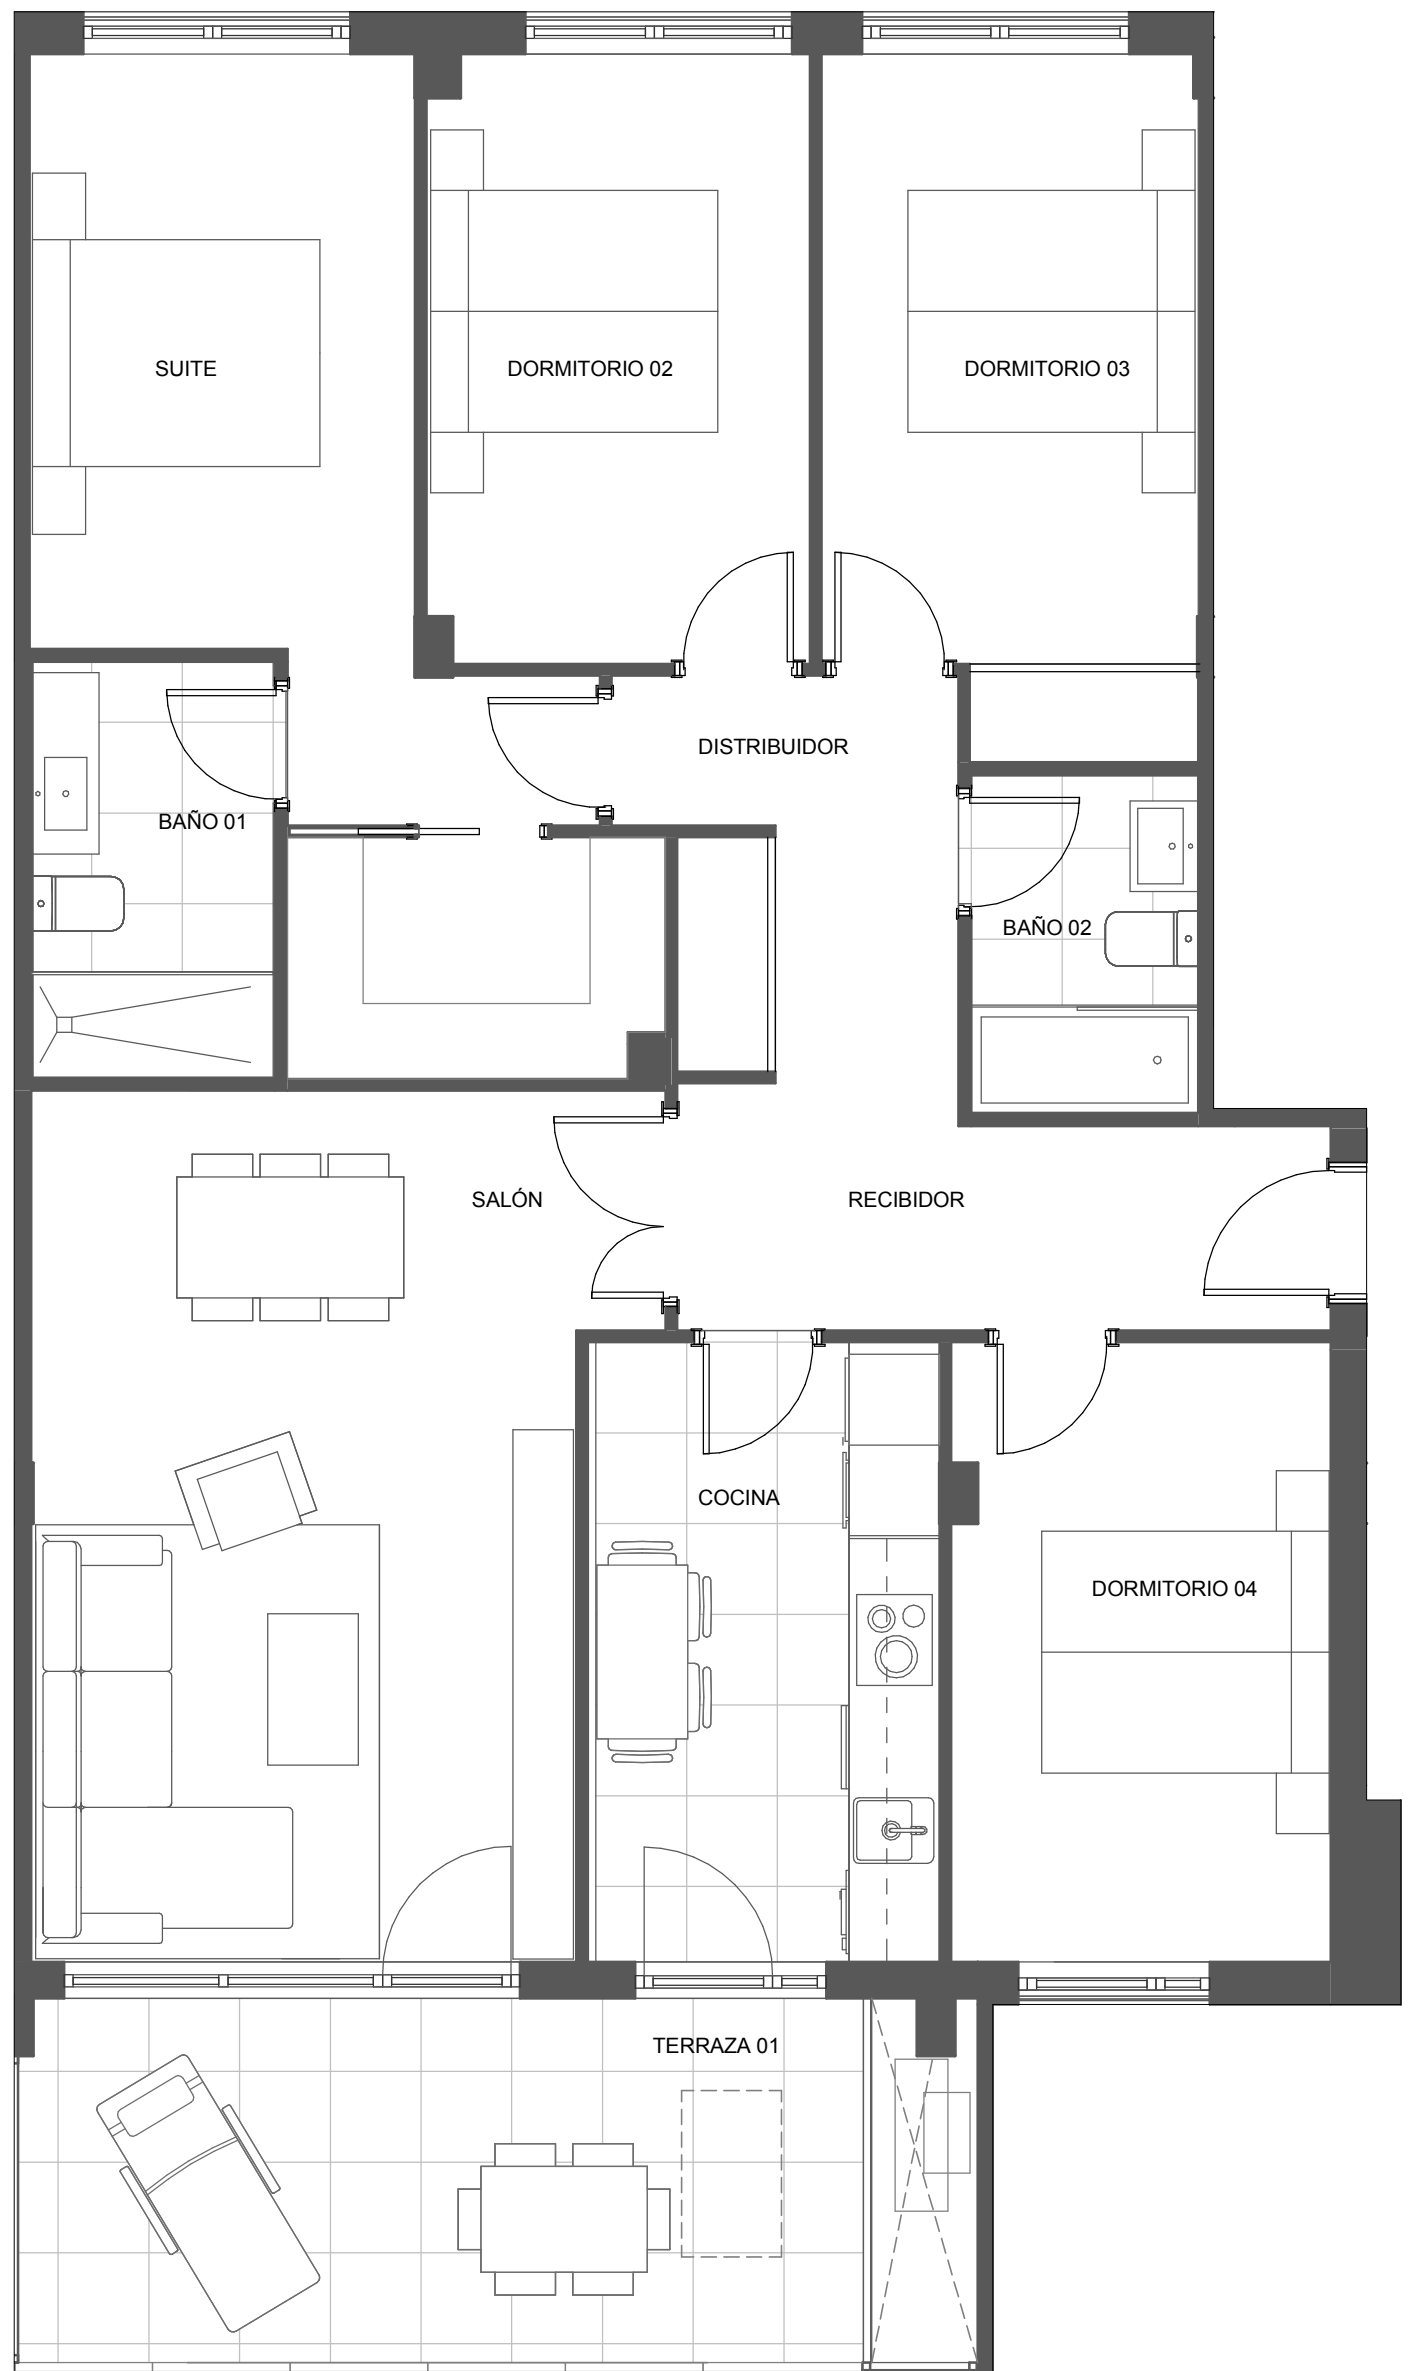 SUITE
DORMITORIO 02
DORMITORIO 03
DISTRIBUIDOR
BAÑO 01
BAÑO 02
SALÓN
RECIBIDOR
COCINA
DORMITORIO 04
TERRAZA 01